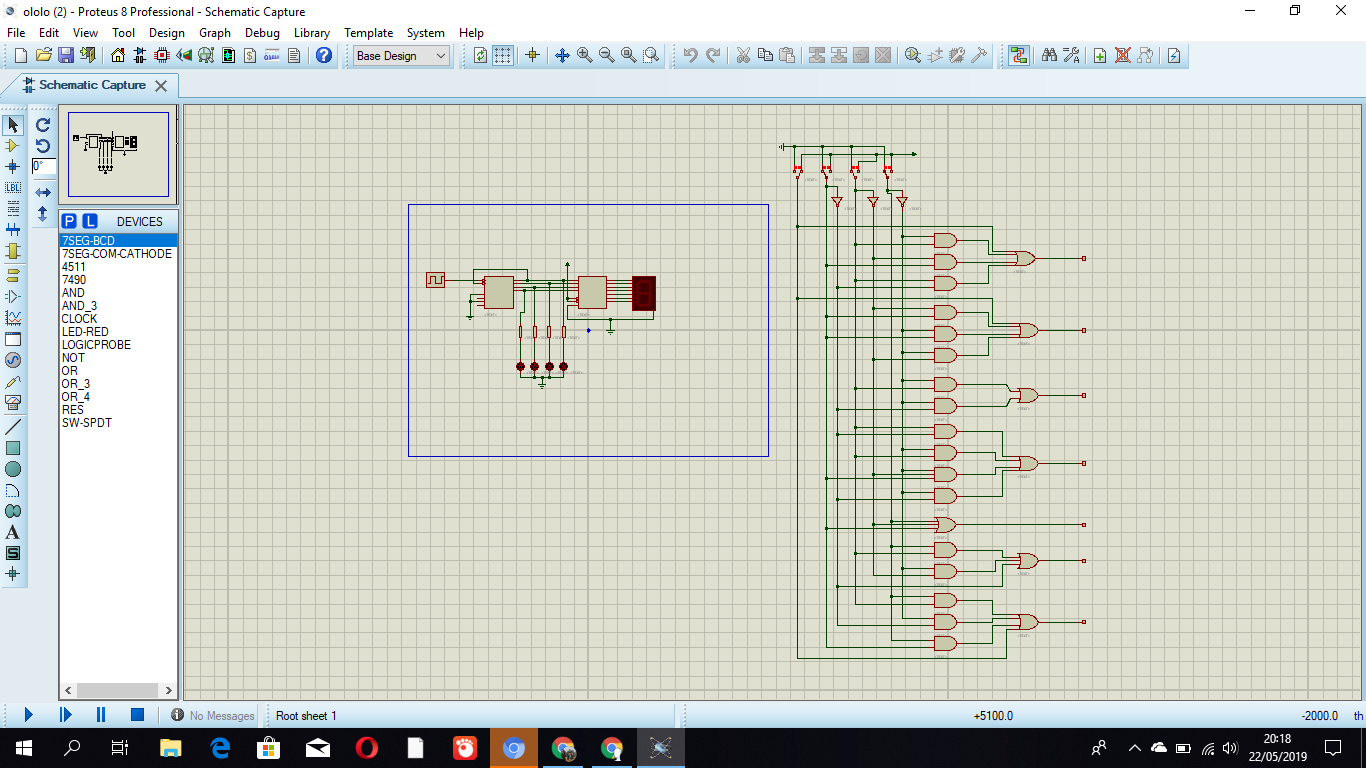 ololo (2) - Proteus 8 Professional - Schematic Capture
File Edit View Tool Design Graph Debug Library Template System Help
Base Design
Schematic Capture
0°
LBL
P L DEVICES
7SEG-BCD
7SEG-COM-CATHODE
4511
7490
AND
AND_3
CLOCK
LED-RED
LOGICPROBE
NOT
OR
OR_3
OR_4
RES
SW-SPDT
A
S
No Messages
Root sheet 1
+5100.0
-2000.0
th
20:18
22/05/2019